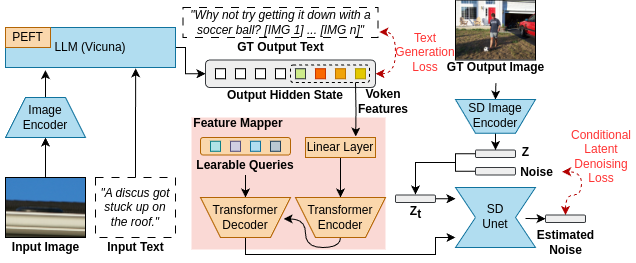 PEFT
LLM (Vicuna)
Image
Encoder
Input Image
"A discus got
stuck up on
the roof."
Input Text
"Why not try getting it down with a
soccer ball? [IMG 1] ... [IMG n]"
GT Output Text
Text
Generation
Loss
Output Hidden State
Voken
Features
Feature Mapper
Learable Queries
Linear Layer
Transformer
Decoder
Transformer
Encoder
GT Output Image
SD Image
Encoder
Z
Noise
Conditional
Latent
Denoising
Loss
Zt
SD
Unet
Estimated
Noise